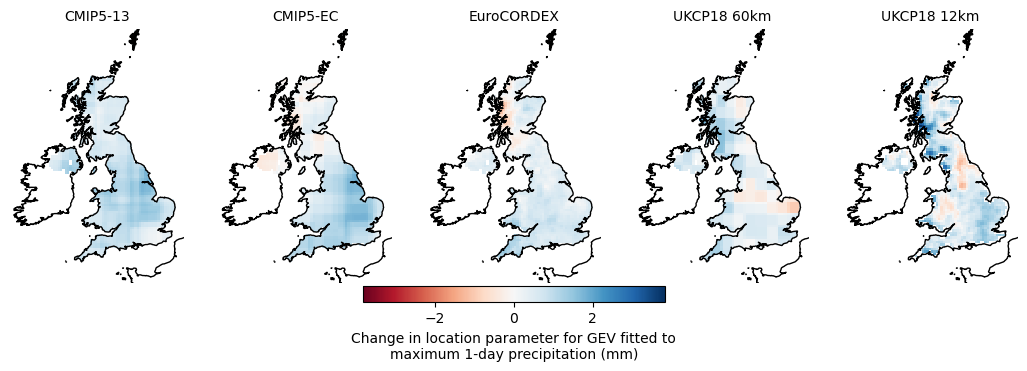 CMIP5-13
CMIP5-EC
EuroCORDEX
UKCP18 60km
UKCP18 12km
−2
0
2
Change in location parameter for GEV fitted to
maximum 1-day precipitation (mm)